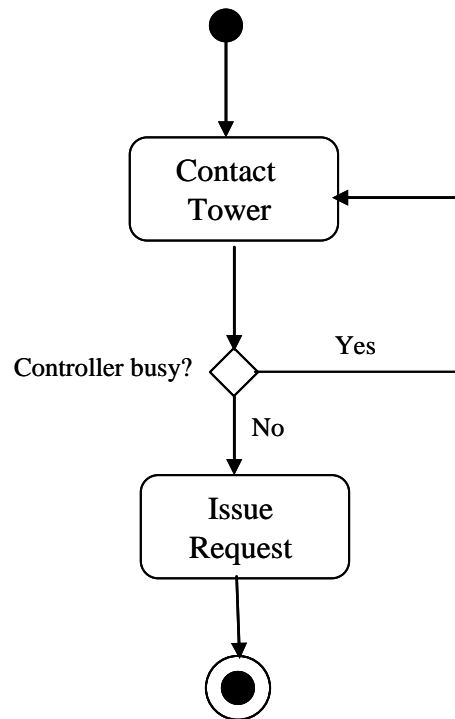 Contact
Tower
Yes
Controller busy?
No
Issue
Request